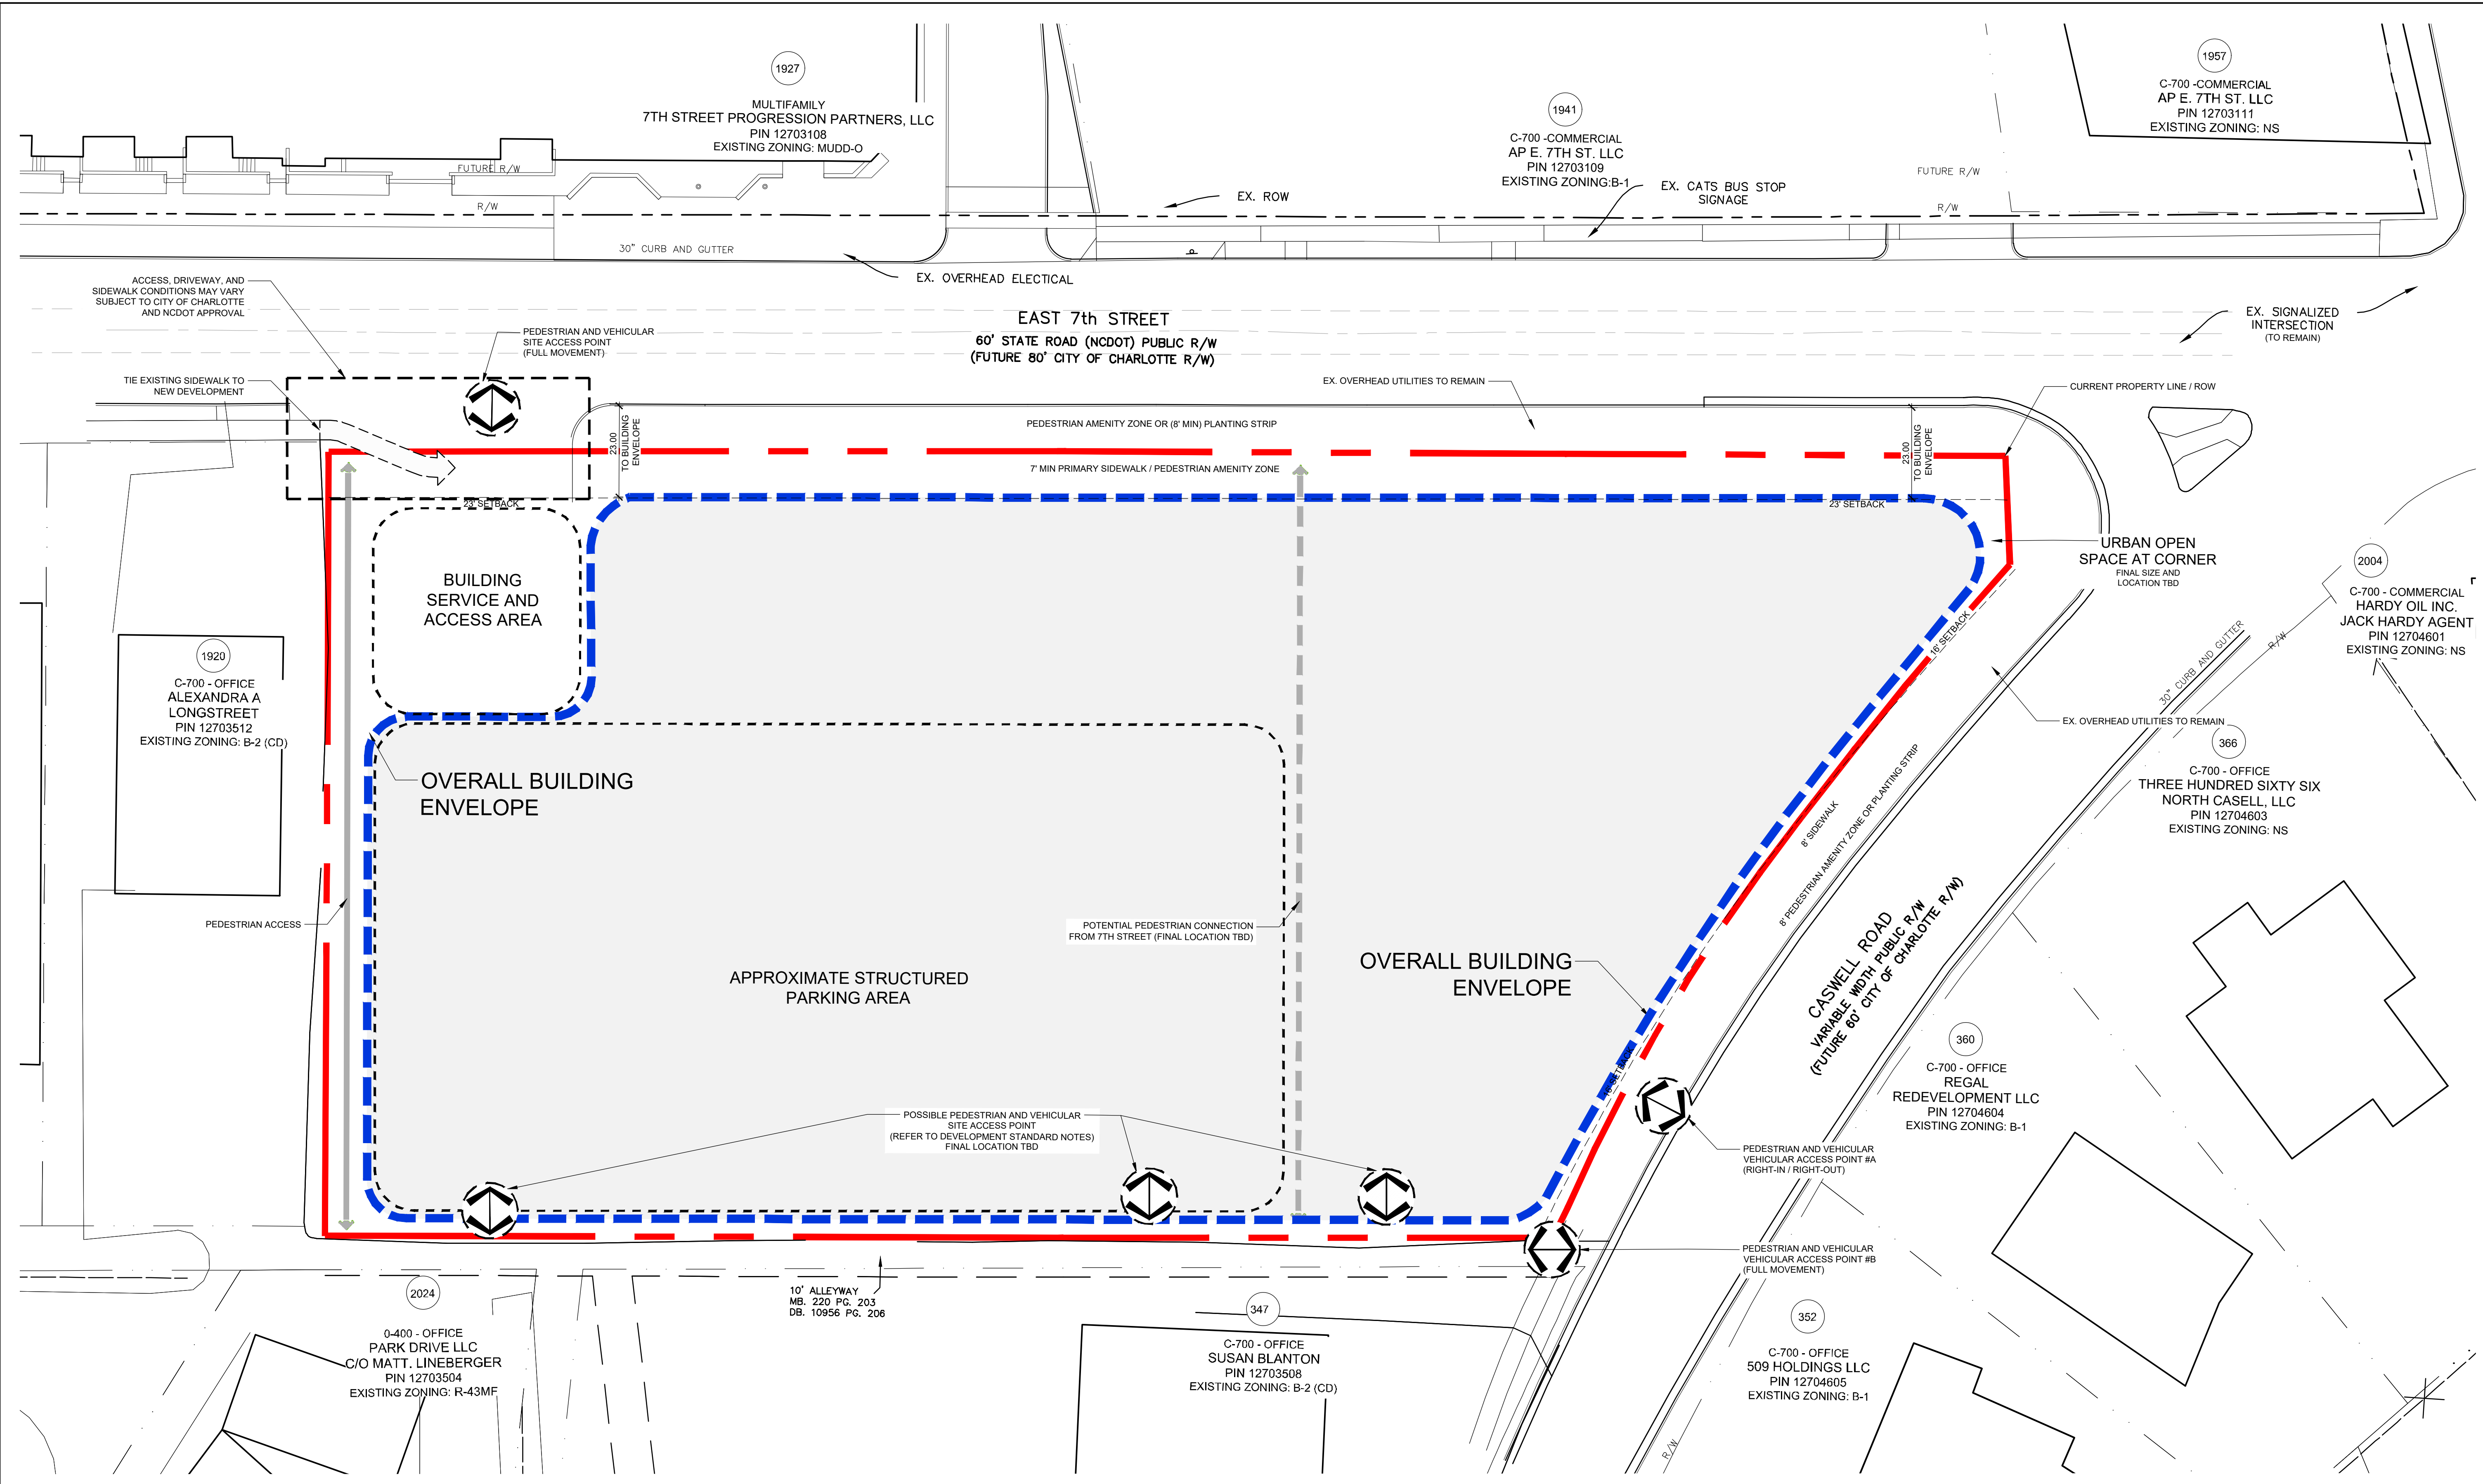 1927
MULTIFAMILY
7TH STREET PROGRESSION PARTNERS, LLC
PIN 12703108
EXISTING ZONING: MUDD-O
1941
C-700 -COMMERCIAL
AP E. 7TH ST. LLC
PIN 12703109
EXISTING ZONING:B-1
1957
C-700 -COMMERCIAL
AP E. 7TH ST. LLC
PIN 12703111
EXISTING ZONING: NS
FUTURE R/W
R/W
30" CURB AND GUTTER
EX. ROW
EX. CATS BUS STOP
SIGNAGE
FUTURE R/W
R/W
EX. OVERHEAD ELECTICAL
ACCESS, DRIVEWAY, AND
SIDEWALK CONDITIONS MAY VARY
SUBJECT TO CITY OF CHARLOTTE
AND NCDOT APPROVAL
PEDESTRIAN AND VEHICULAR
SITE ACCESS POINT
(FULL MOVEMENT)
EAST 7th STREET
60' STATE ROAD (NCDOT) PUBLIC R/W
(FUTURE 80' CITY OF CHARLOTTE R/W)
EX. SIGNALIZED
INTERSECTION
(TO REMAIN)
TIE EXISTING SIDEWALK TO
NEW DEVELOPMENT
EX. OVERHEAD UTILITIES TO REMAIN
CURRENT PROPERTY LINE / ROW
23.00
TO BUILDING
ENVELOPE
PEDESTRIAN AMENITY ZONE OR (8' MIN) PLANTING STRIP
7' MIN PRIMARY SIDEWALK / PEDESTRIAN AMENITY ZONE
23.00
TO BUILDING
ENVELOPE
23' SETBACK
23' SETBACK
BUILDING
SERVICE AND
ACCESS AREA
URBAN OPEN
SPACE AT CORNER
FINAL SIZE AND
LOCATION TBD
2004
C-700 - COMMERCIAL
HARDY OIL INC.
JACK HARDY AGENT
PIN 12704601
EXISTING ZONING: NS
16' SETBACK
30" CURB AND GUTTER
R/W
1920
C-700 - OFFICE
ALEXANDRA A
LONGSTREET
PIN 12703512
EXISTING ZONING: B-2 (CD)
EX. OVERHEAD UTILITIES TO REMAIN
366
C-700 - OFFICE
THREE HUNDRED SIXTY SIX
NORTH CASELL, LLC
PIN 12704603
EXISTING ZONING: NS
OVERALL BUILDING
ENVELOPE
8' SIDEWALK
8' PEDESTRIAN AMENITY ZONE OR PLANTING STRIP
PEDESTRIAN ACCESS
POTENTIAL PEDESTRIAN CONNECTION
FROM 7TH STREET (FINAL LOCATION TBD)
APPROXIMATE STRUCTURED
PARKING AREA
OVERALL BUILDING
ENVELOPE
CASWELL ROAD
VARIABLE WIDTH PUBLIC R/W
(FUTURE 60' CITY OF CHARLOTTE R/W)
16' SETBACK
360
C-700 - OFFICE
REGAL
REDEVELOPMENT LLC
PIN 12704604
EXISTING ZONING: B-1
POSSIBLE PEDESTRIAN AND VEHICULAR
SITE ACCESS POINT
(REFER TO DEVELOPMENT STANDARD NOTES)
FINAL LOCATION TBD
PEDESTRIAN AND VEHICULAR
VEHICULAR ACCESS POINT #A
(RIGHT-IN / RIGHT-OUT)
PEDESTRIAN AND VEHICULAR
VEHICULAR ACCESS POINT #B
(FULL MOVEMENT)
10' ALLEYWAY
MB. 220 PG. 203
DB. 10956 PG. 206
2024
0-400 - OFFICE
PARK DRIVE LLC
C/O MATT. LINEBERGER
PIN 12703504
EXISTING ZONING: R-43MF
347
C-700 - OFFICE
SUSAN BLANTON
PIN 12703508
EXISTING ZONING: B-2 (CD)
352
C-700 - OFFICE
509 HOLDINGS LLC
PIN 12704605
EXISTING ZONING: B-1
R/W